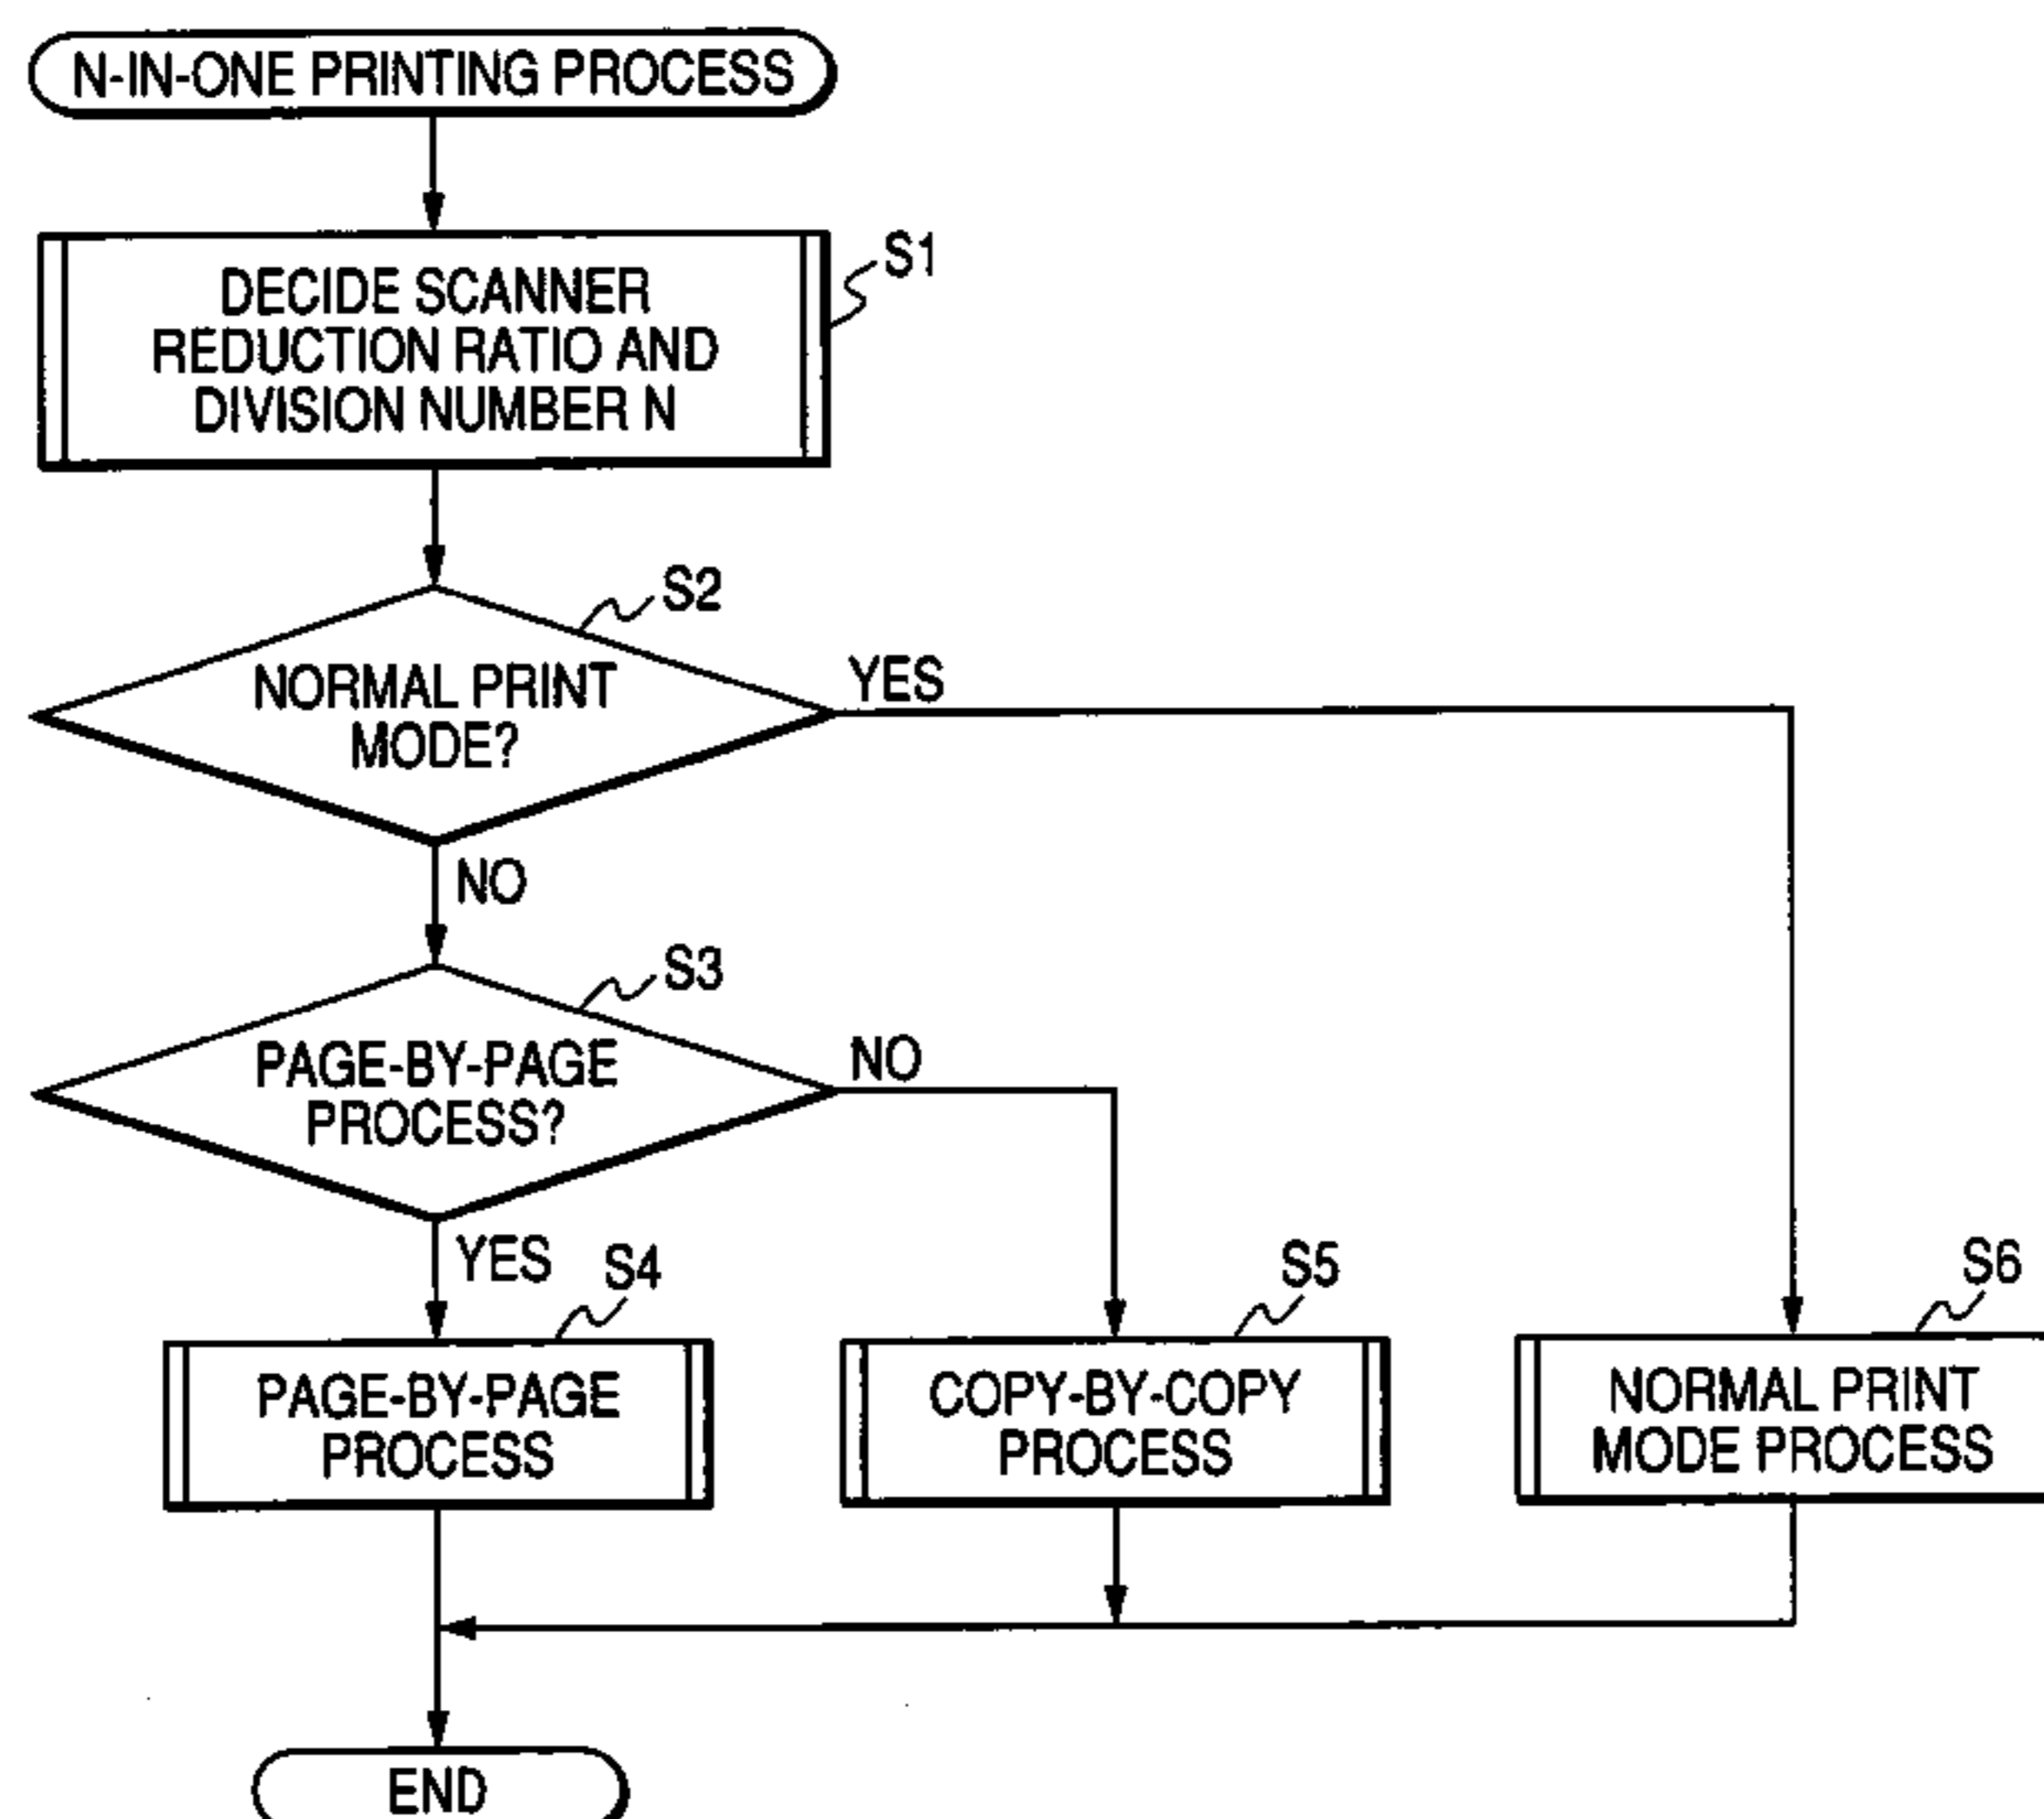 N-IN-ONE PRINTING PROCESS
S1
DECIDE SCANNER
REDUCTION RATIO AND
DIVISION NUMBER N
S2
NORMAL PRINT
MODE?
YES
NO
S3
PAGE-BY-PAGE
PROCESS?
NO
YES
S4
PAGE-BY-PAGE
PROCESS
S5
COPY-BY-COPY
PROCESS
S6
NORMAL PRINT
MODE PROCESS
END